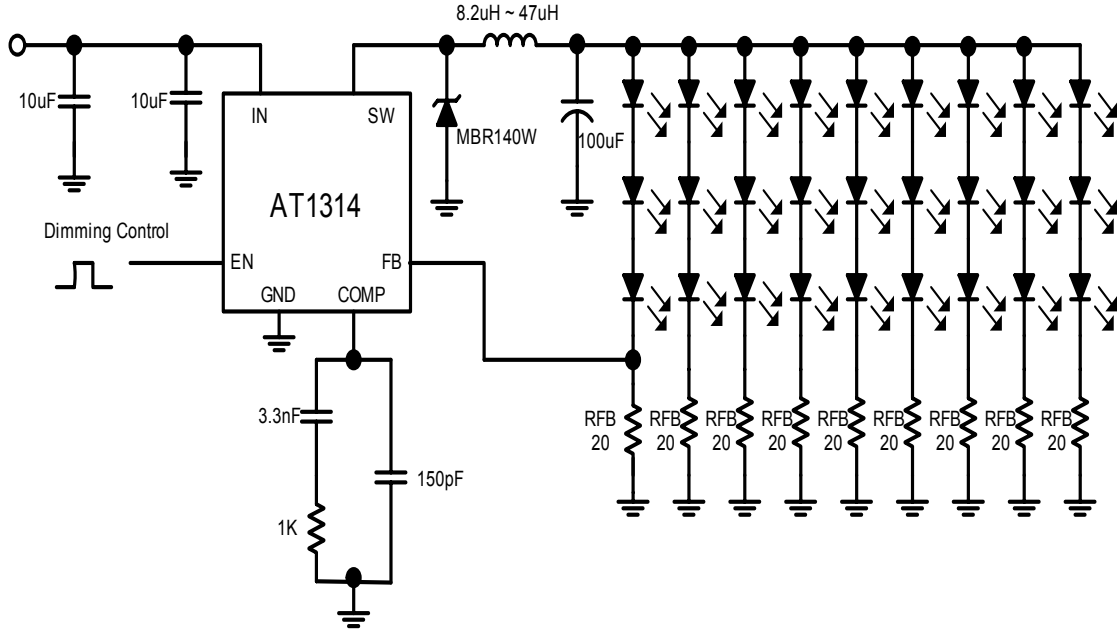 8.2uH ~ 47uH
10uF
10uF
IN
SW
MBR140W
100uF
AT1314
Dimming Control
EN
FB
GND
COMP
3.3nF
150pF
1K
RFB
20
RFB
20
RFB
20
RFB
20
RFB
20
RFB
20
RFB
20
RFB
20
RFB
20